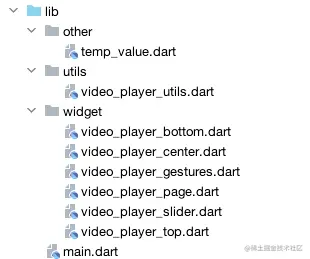 lib
other
temp_value.dart
utils
video_player_utils.dart
widget
video_player_bottom.dart
video_player_center.dart
video_player_gestures.dart
video_player_page.dart
video_player_slider.dart
video_player_top.dart
main.dart
@稀土掘金技术社区